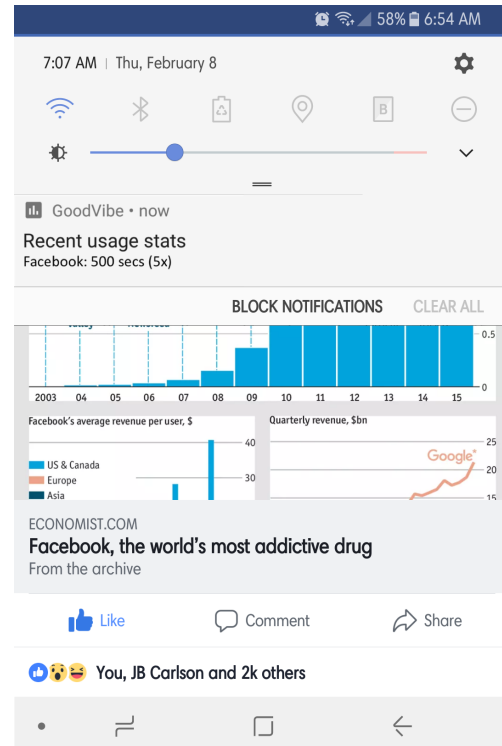 58% 6:54 AM
7:07 AM | Thu, February 8
B
GoodVibe • now
Recent usage stats
Facebook: 500 secs (5x)
BLOCK NOTIFICATIONS CLEAR ALL
0.5
0
2003 04 05 06 07 08 09 10 11 12 13 14 15
Facebook's average revenue per user, $
40
30
US & Canada
Europe
Asia
Quarterly revenue, $bn
25
Google*
20
15
ECONOMIST.COM
Facebook, the world's most addictive drug
From the archive
Like Comment Share
You, JB Carlson and 2k others